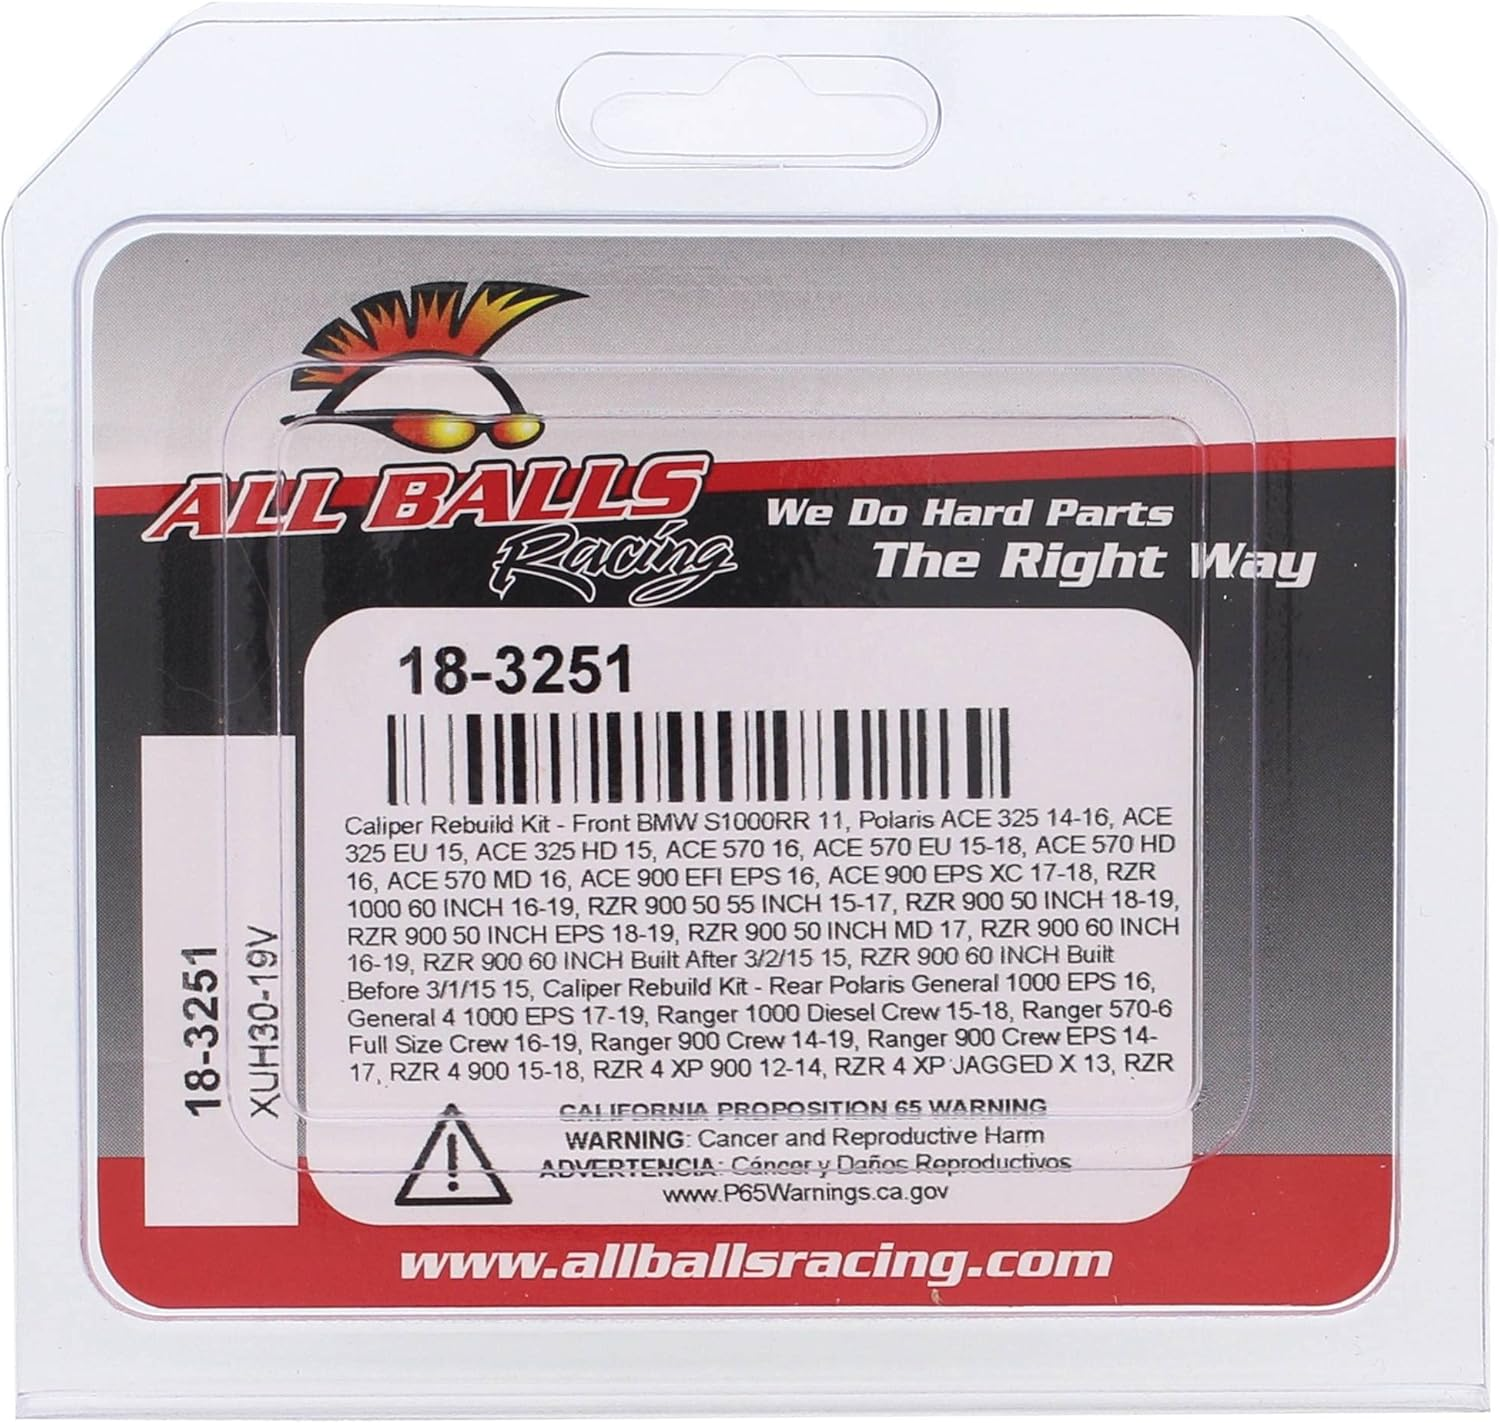 ALL BALLS
Racing
We Do Hard Parts
The Right Way
18-3251
Caliper Rebuild Kit - Front BMW S1000RR 11, Polaris ACE 325 14-16, ACE
325 EU 15, ACE 325 HD 15, ACE 570 16, ACE 570 EU 15-18, ACE 570 HD
16, ACE 570 MD 16, ACE 900 EFI EPS 16, ACE 900 EPS XC 17-18, RZR
1000 60 INCH 16-19, RZR 900 50 55 INCH 15-17, RZR 900 50 INCH 18-19,
RZR 900 50 INCH EPS 18-19, RZR 900 50 INCH MD 17, RZR 900 60 INCH
16-19, RZR 900 60 INCH Built After 3/2/15 15, RZR 900 60 INCH Built
Before 3/1/15 15, Caliper Rebuild Kit - Rear Polaris General 1000 EPS 16,
General 4 1000 EPS 17-19, Ranger 1000 Diesel Crew 15-18, Ranger 570-6
Full Size Crew 16-19, Ranger 900 Crew 14-19, Ranger 900 Crew EPS 14-
17, RZR 4 900 15-18, RZR 4 XP 900 12-14, RZR 4 XP JAGGED X 13, RZR
CALIFORNIA PROPOSITION 65 WARNING
WARNING: Cancer and Reproductive Harm
ADVERTENCIA: Cáncer y Daños Reproductivos
www.P65Warnings.ca.gov
18-3251
XUH30-19V
www.allballsracing.com